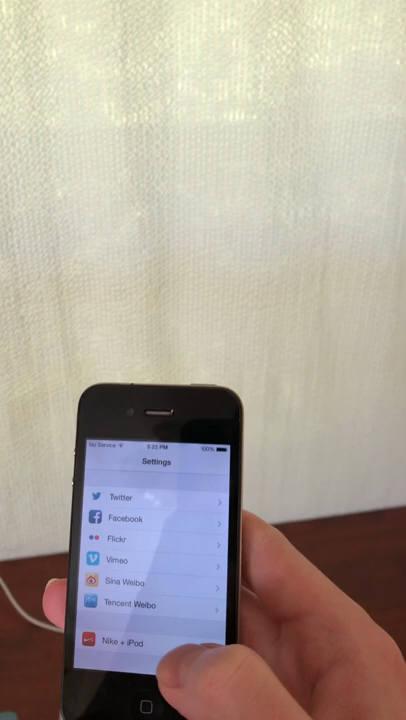 No Service 5:23 PM 100%
Settings
Twitter
Facebook
Flickr
Vimeo
Sina Weibo
Tencent Weibo
Nike + iPod